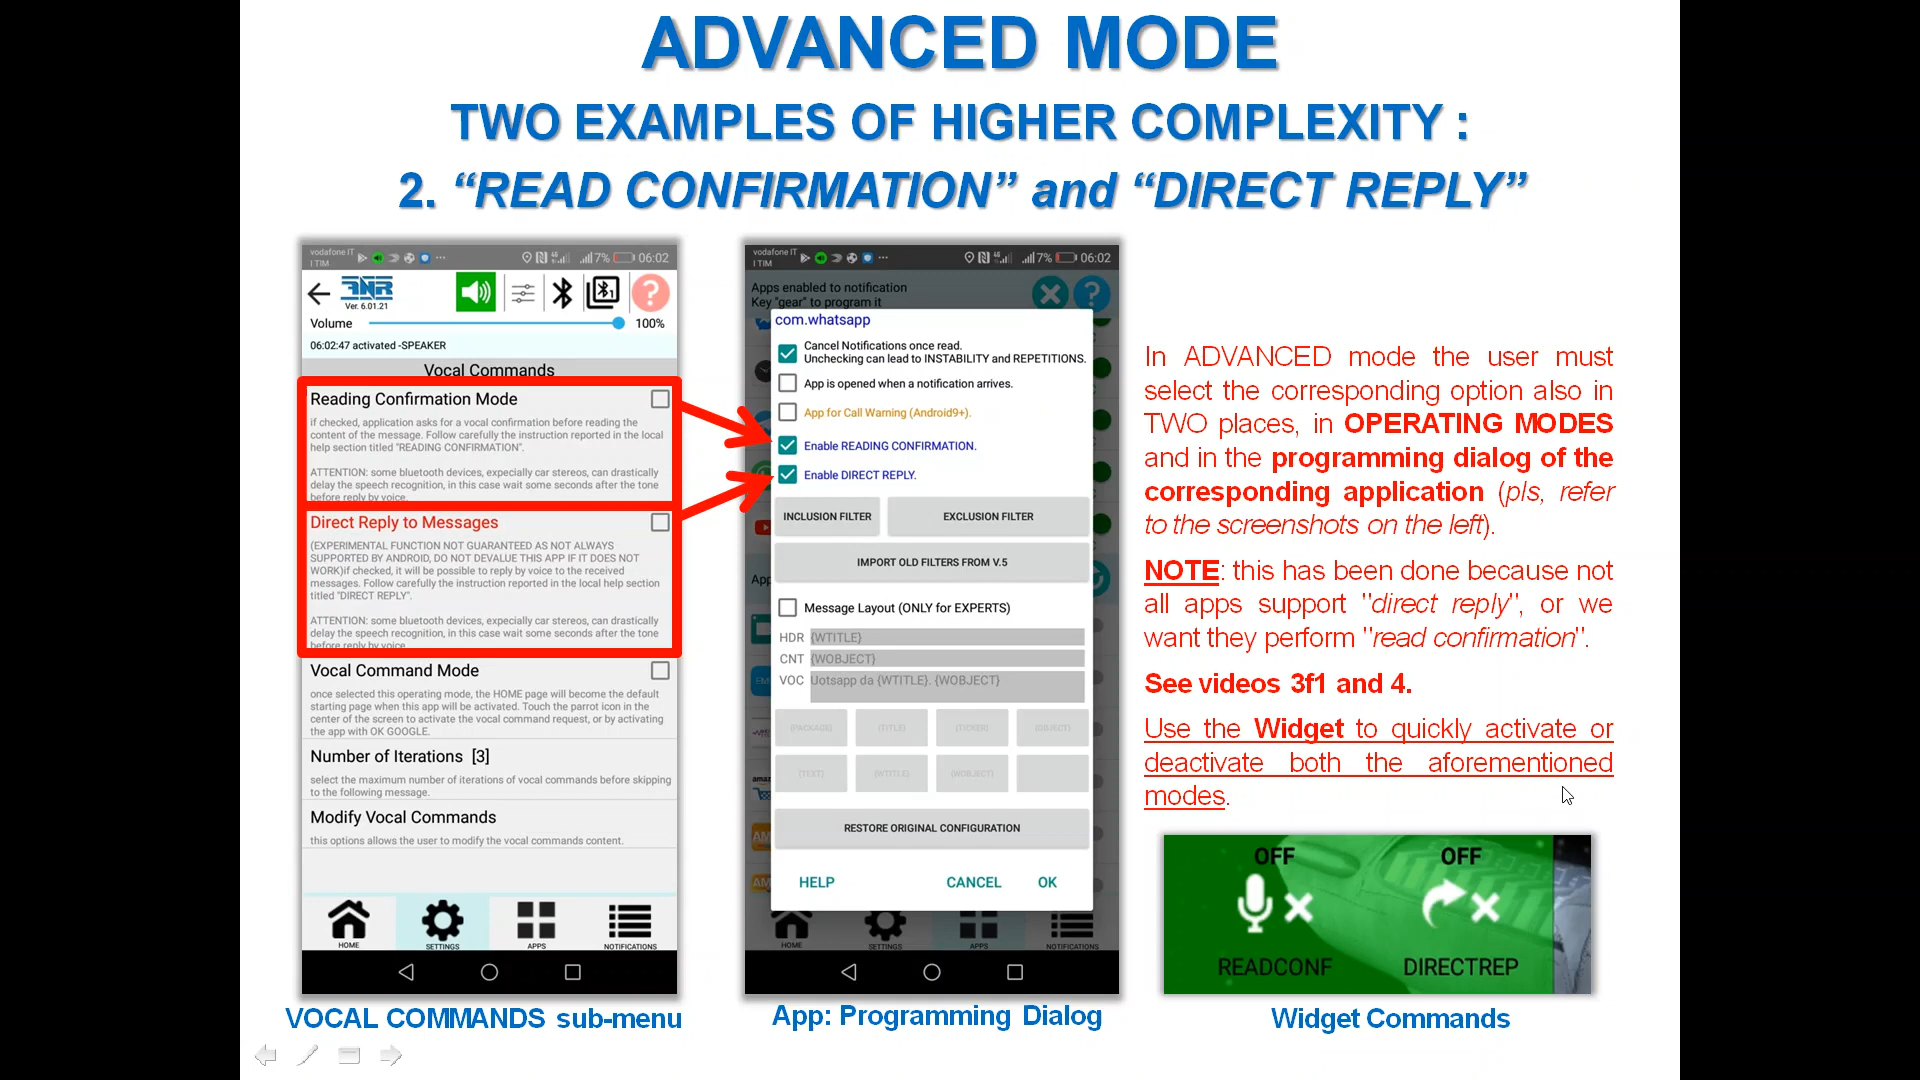 ADVANCED MODE
TWO EXAMPLES OF HIGHER COMPLEXITY :
2. “READ CONFIRMATION” and “DIRECT REPLY”
vodafone IT
I TIM
7%
06:02
Ver. 6.01.21
Volume
100%
06:02:47 activated -SPEAKER
Vocal Commands
Reading Confirmation Mode
if checked, application asks for a vocal confirmation before reading the
content of the message. Follow carefully the instruction reported in the local
help section titled "READING CONFIRMATION".
ATTENTION: some bluetooth devices, expecially car stereos, can drastically
delay the speech recognition, in this case wait some seconds after the tone
before reply by voice.
Direct Reply to Messages
(EXPERIMENTAL FUNCTION NOT GUARANTEED AS NOT ALWAYS
SUPPORTED BY ANDROID, DO NOT DEVALUE THIS APP IF IT DOES NOT
WORK)if checked, it will be possible to reply by voice to the received
messages. Follow carefully the instruction reported in the local help section
titled "DIRECT REPLY".
ATTENTION: some bluetooth devices, expecially car stereos, can drastically
delay the speech recognition, in this case wait some seconds after the tone
before reply by voice.
Vocal Command Mode
once selected this operating mode, the HOME page will become the default
starting page when this app will be activated. Touch the parrot icon in the
center of the screen to activate the vocal command request, or by activating
the app with OK GOOGLE.
Number of Iterations [3]
select the maximum number of iterations of vocal commands before skipping
to the following message.
Modify Vocal Commands
this options allows the user to modify the vocal commands content.
HOME
SETTINGS
APPS
NOTIFICATIONS
VOCAL COMMANDS sub-menu
vodafone IT
I TIM
7%
06:02
Apps enabled to notification
Key "gear" to program it
com.whatsapp
Cancel Notifications once read.
Unchecking can lead to INSTABILITY and REPETITIONS.
App is opened when a notification arrives.
App for Call Warning (Android9+).
Enable READING CONFIRMATION.
Enable DIRECT REPLY.
INCLUSION FILTER
EXCLUSION FILTER
IMPORT OLD FILTERS FROM V.5
Message Layout (ONLY for EXPERTS)
HDR {WTITLE}
CNT {WOBJECT}
VOC Uotsapp da {WTITLE}. {WOBJECT}
{PACKAGE} {TITLE} {TICKER} {OBJECT}
{TEXT} {WTITLE} {WOBJECT}
RESTORE ORIGINAL CONFIGURATION
HELP
CANCEL
OK
HOME
SETTINGS
APPS
NOTIFICATIONS
App: Programming Dialog
In ADVANCED mode the user must
select the corresponding option also in
TWO places, in OPERATING MODES
and in the programming dialog of the
corresponding application (pls, refer
to the screenshots on the left).
NOTE: this has been done because not
all apps support "direct reply", or we
want they perform "read confirmation".
See videos 3f1 and 4.
Use the Widget to quickly activate or
deactivate both the aforementioned
modes.
OFF
OFF
READCONF
DIRECTREP
Widget Commands